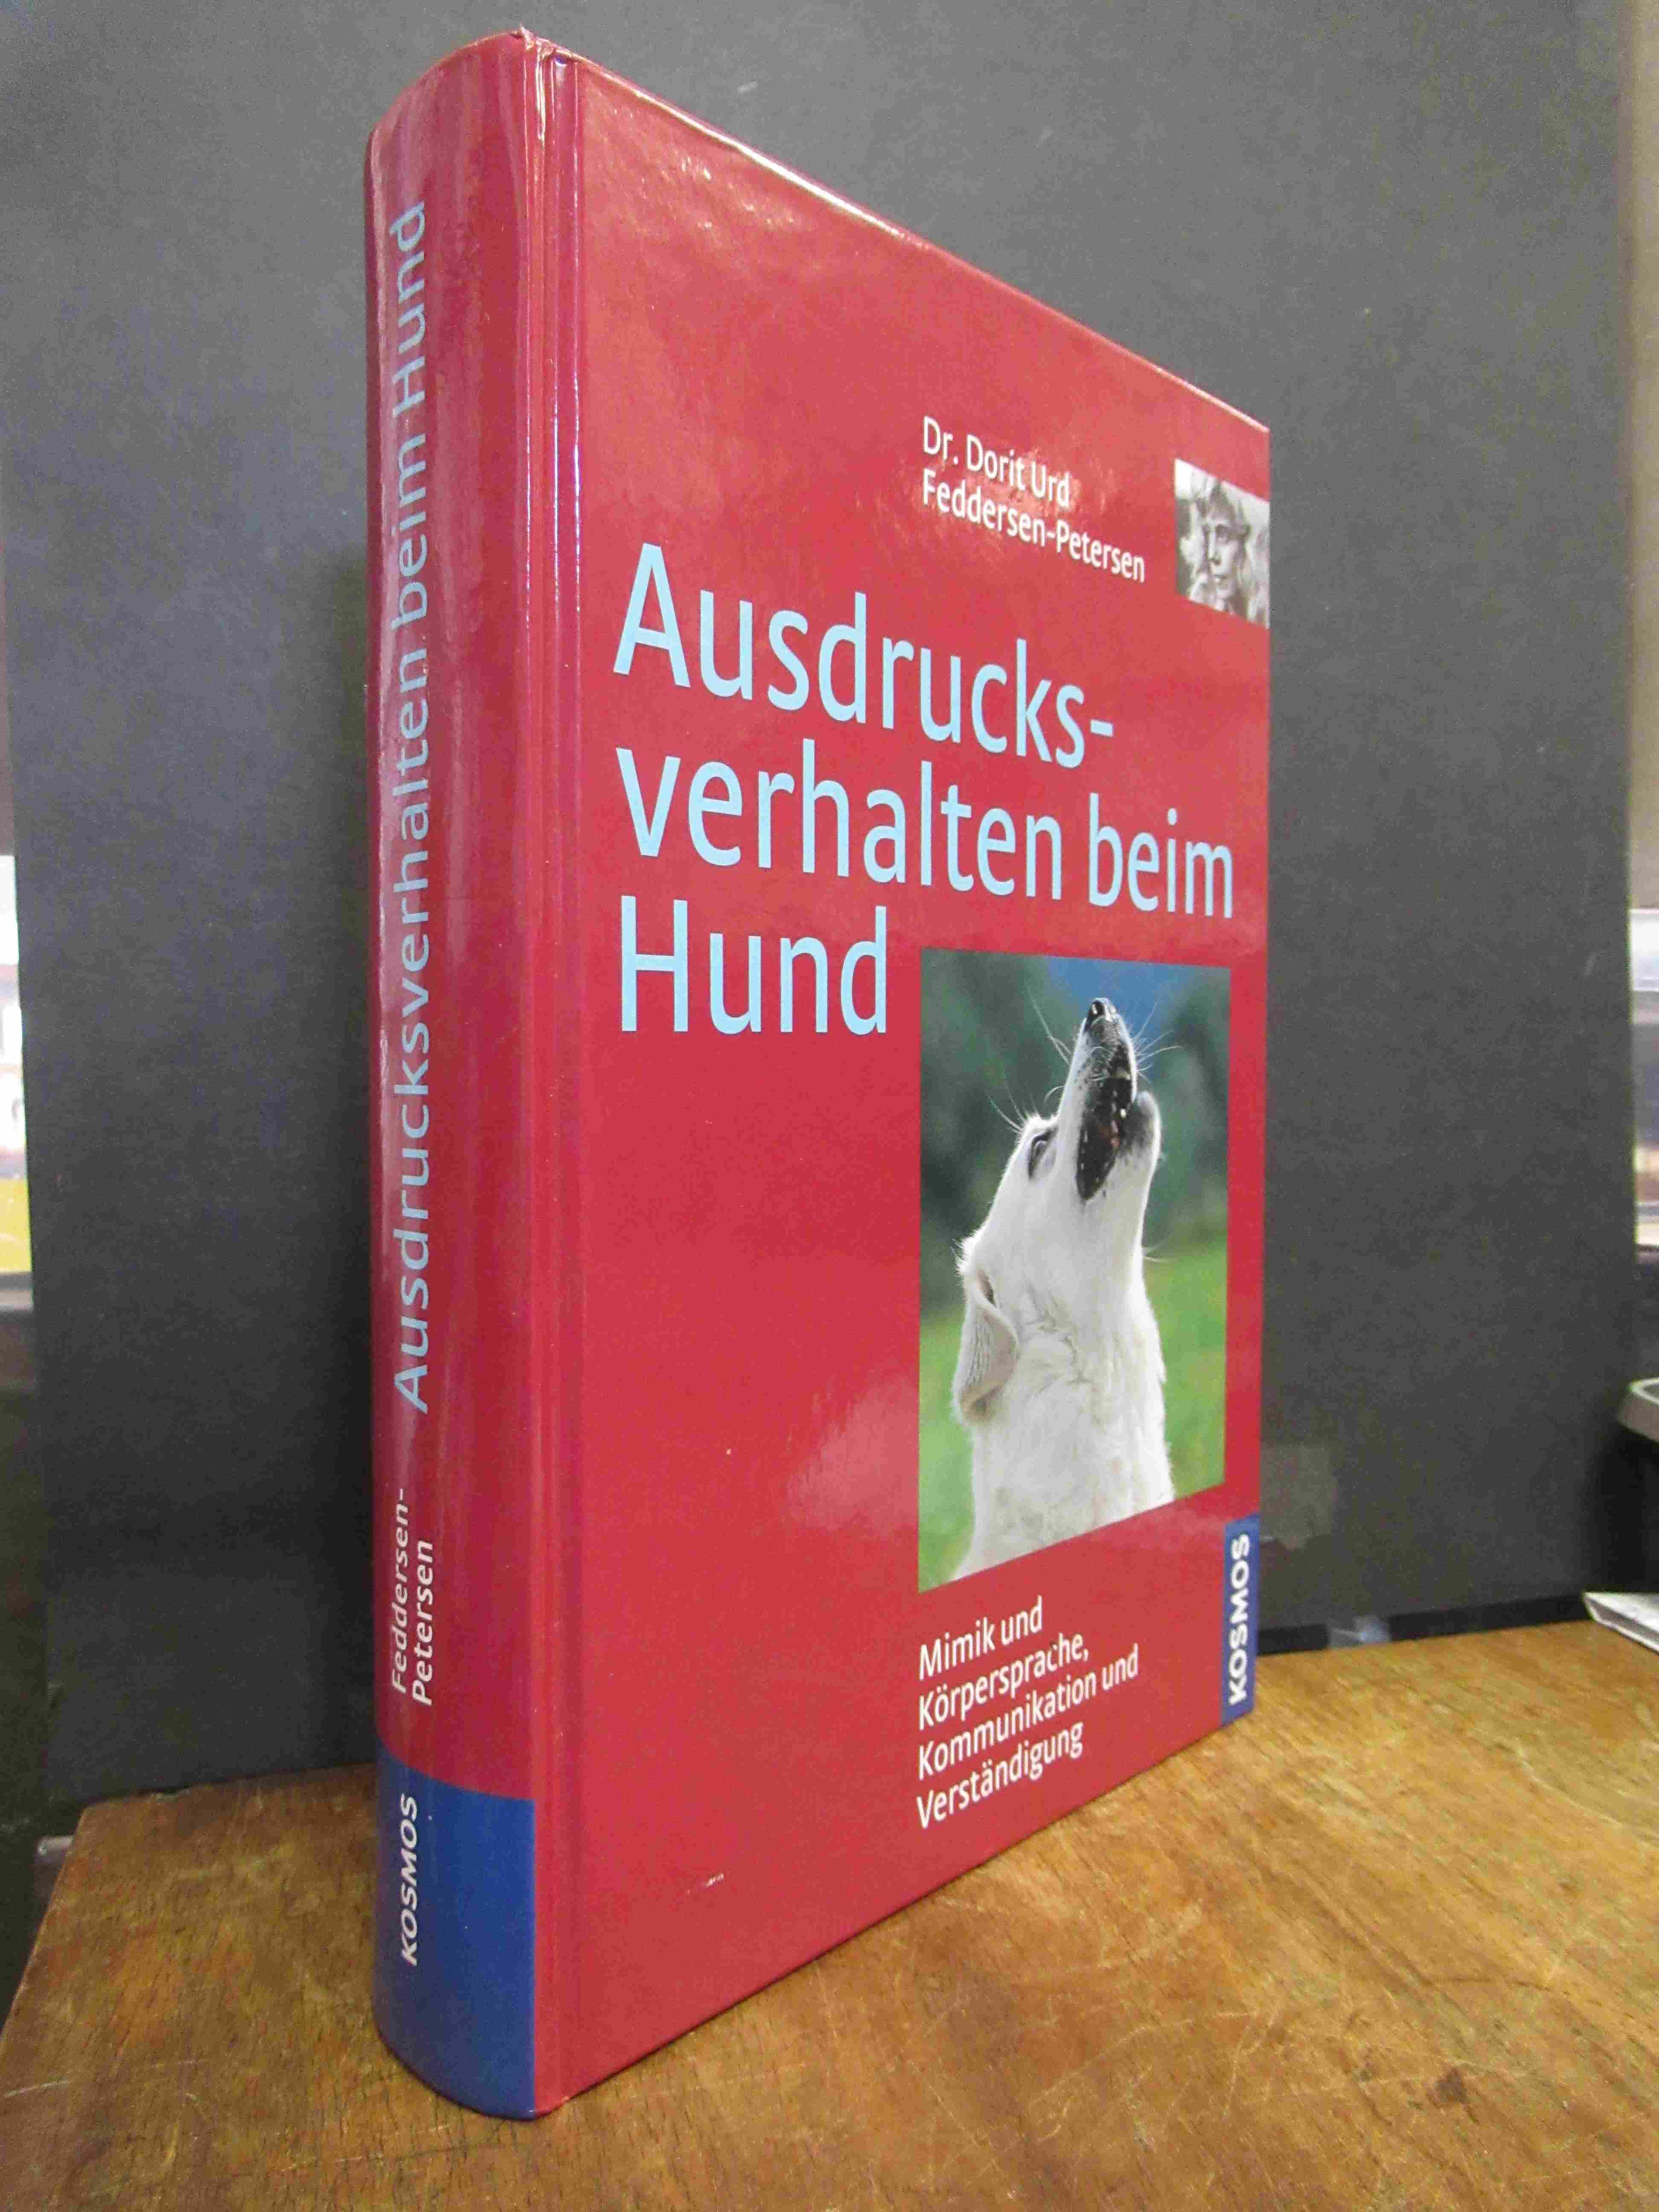 Dr. Dorit Urd
Feddersen-Petersen
Ausdrucks-
verhalten beim
Hund
Mimik und
Körpersprache,
Kommunikation und
Verständigung
KOSMOS
Feddersen-
Petersen
Ausdrucksverhalten beim Hund
KOSMOS